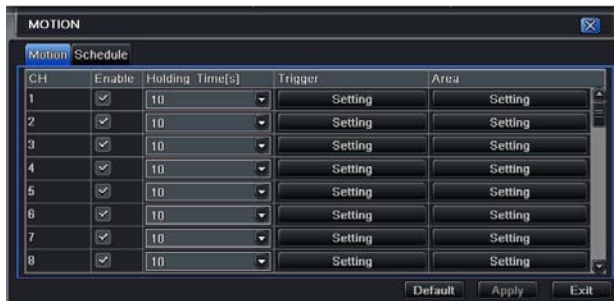 MOTION
Motion Schedule
CH Enable Holding Time[s] Trigger Area
1 10 Setting Setting
2 10 Setting Setting
3 10 Setting Setting
4 10 Setting Setting
5 10 Setting Setting
6 10 Setting Setting
7 10 Setting Setting
8 10 Setting Setting
Default Apply Exit